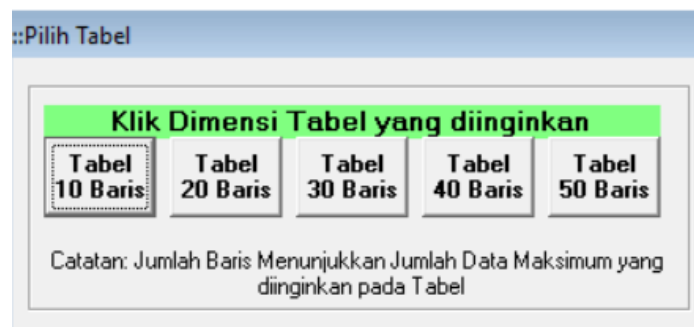 ::Pilih Tabel
Klik Dimensi Tabel yang diinginkan
Tabel
10 Baris
Tabel
20 Baris
Tabel
30 Baris
Tabel
40 Baris
Tabel
50 Baris
Catatan: Jumlah Baris Menunjukkan Jumlah Data Maksimum yang
diinginkan pada Tabel